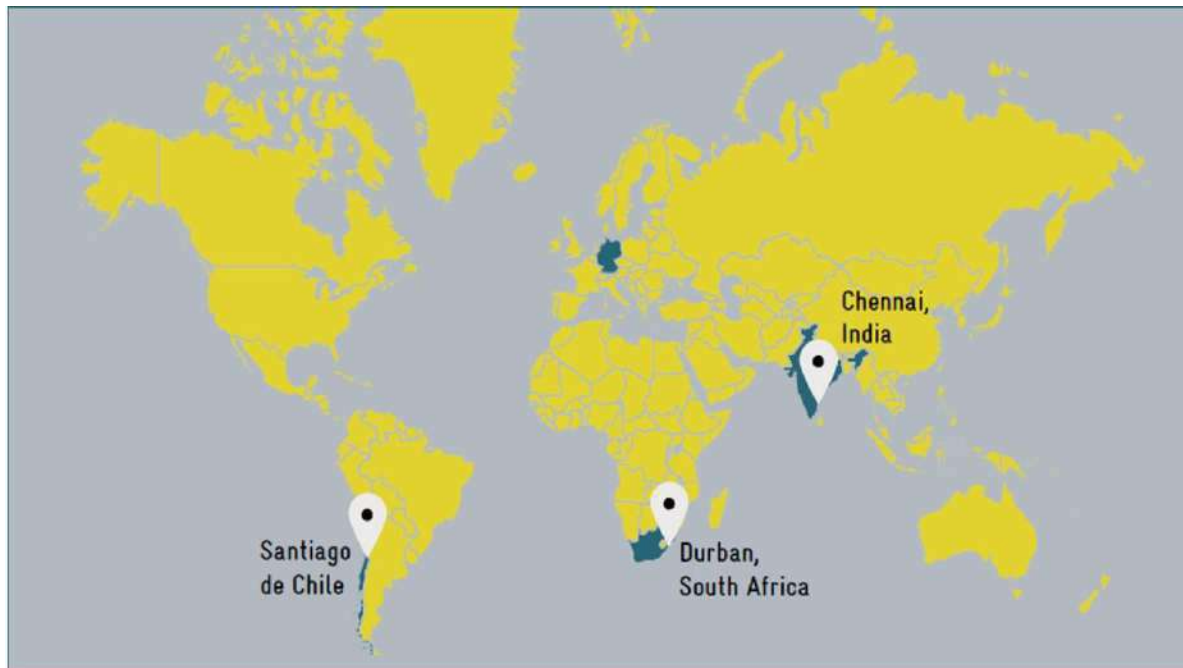 Chennai,
India
Santiago
de Chile
Durban,
South Africa